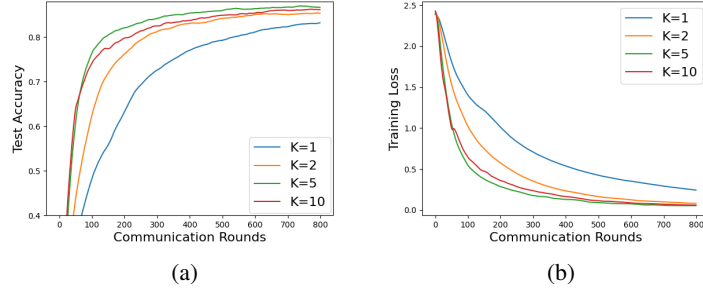 Test Accuracy
0.8
0.7
0.6
0.5
0.4
0 100 200 300 400 500 600 700 800
Communication Rounds
K=1
K=2
K=5
K=10
(a)
Training Loss
2.5
2.0
1.5
1.0
0.5
0.0
0 100 200 300 400 500 600 700 800
Communication Rounds
K=1
K=2
K=5
K=10
(b)